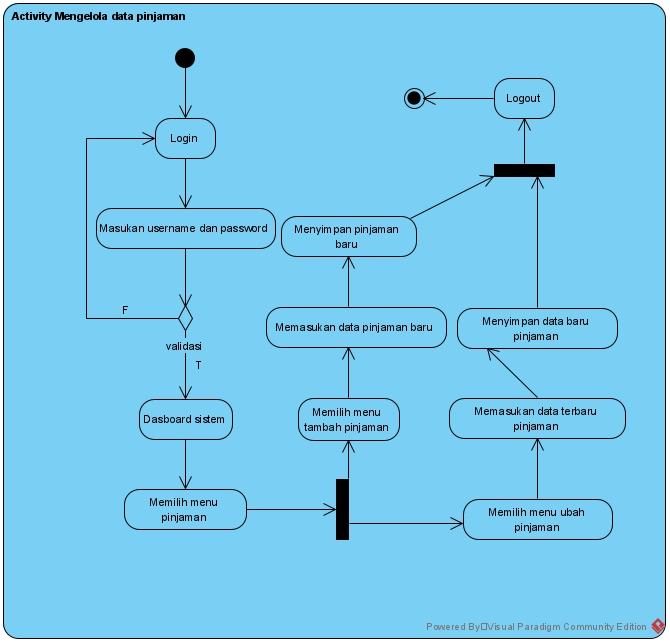 Activity Mengelola data pinjaman
Login
Masukan username dan password
F
validasi
T
Dasboard sistem
Memilih menu
pinjaman
Memilih menu
tambah pinjaman
Memasukan data pinjaman baru
Menyimpan pinjaman
baru
Memilih menu ubah
pinjaman
Memasukan data terbaru
pinjaman
Menyimpan data baru
pinjaman
Logout
Powered By Visual Paradigm Community Edition